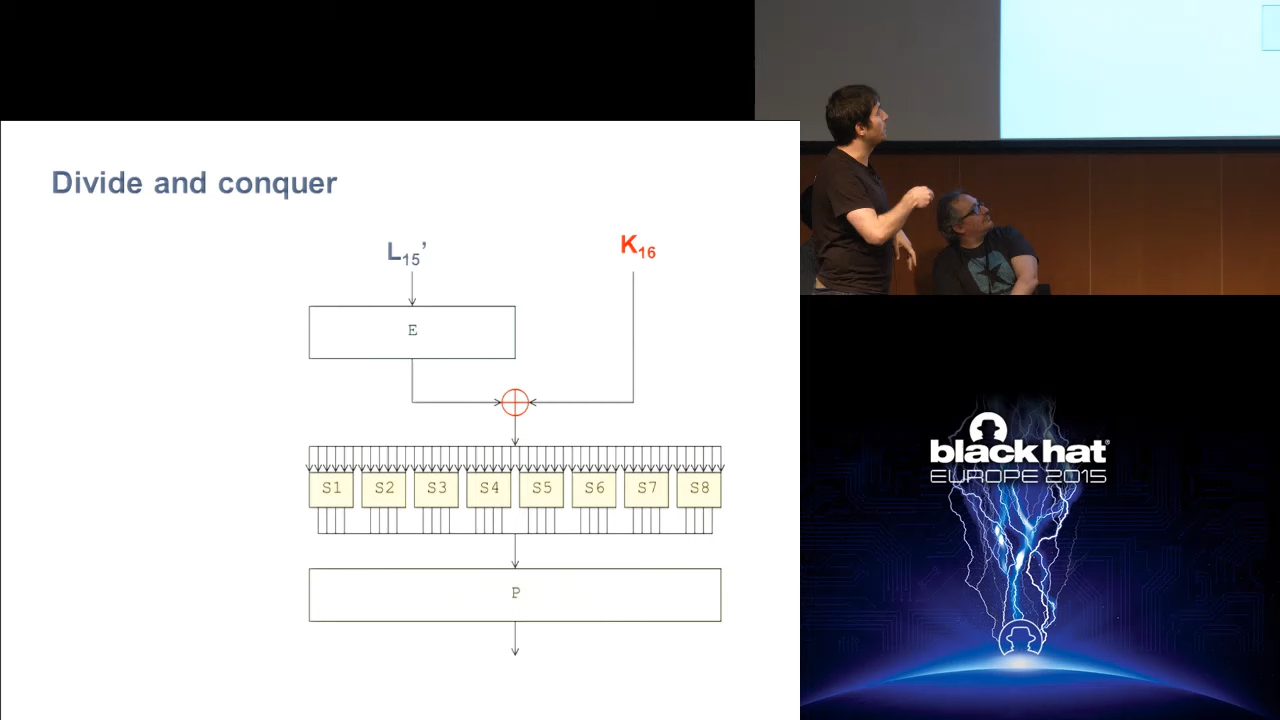 Divide and conquer
L15’
K16
E
S1 S2 S3 S4 S5 S6 S7 S8
P
black hat®
EUROPE 2015